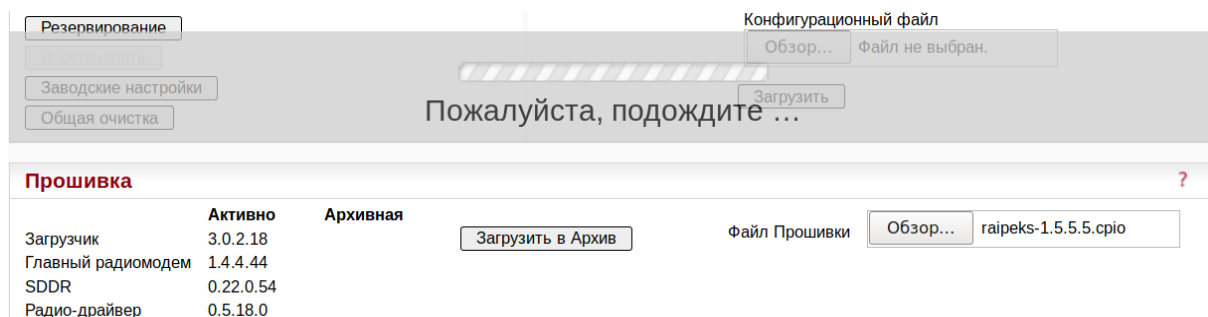 Резервирование
Конфигурационный файл
Восстановить
Обзор... Файл не выбран.
Заводские настройки
Загрузить
Общая очистка
Пожалуйста, подождите ...
Прошивка ?
Активно Архивная
Загрузчик 3.0.2.18
Загрузить в Архив
Файл Прошивки Обзор... raipeks-1.5.5.5.cpio
Главный радиомодем 1.4.4.44
SDDR 0.22.0.54
Радио-драйвер 0.5.18.0